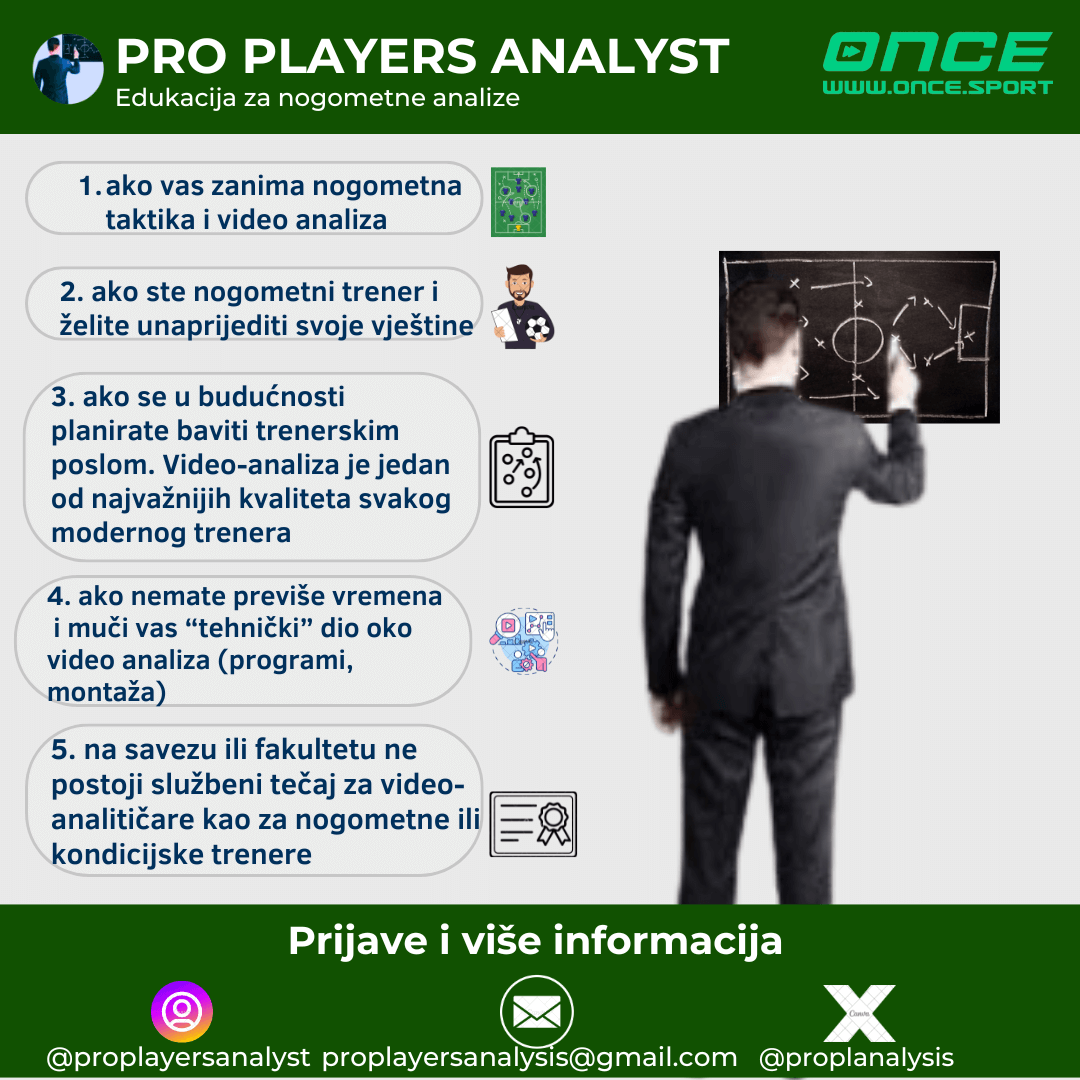 PRO PLAYERS ANALYST
Edukacija za nogometne analize
ONCE
WWW.ONCE.SPORT
1. ako vas zanima nogometna
taktika i video analiza
2. ako ste nogometni trener i
želite unaprijediti svoje vještine
3. ako se u budućnosti
planirate baviti trenerskim
poslom. Video-analiza je jedan
od najvažnijih kvaliteta svakog
modernog trenera
4. ako nemate previše vremena
i muči vas “tehnički” dio oko
video analiza (programi,
montaža)
5. na savezu ili fakultetu ne
postoji službeni tečaj za video-
analitičare kao za nogometne ili
kondicijske trenere
Prijave i više informacija
Canva
@proplayersanalyst proplayersanalysis@gmail.com @proplanalysis